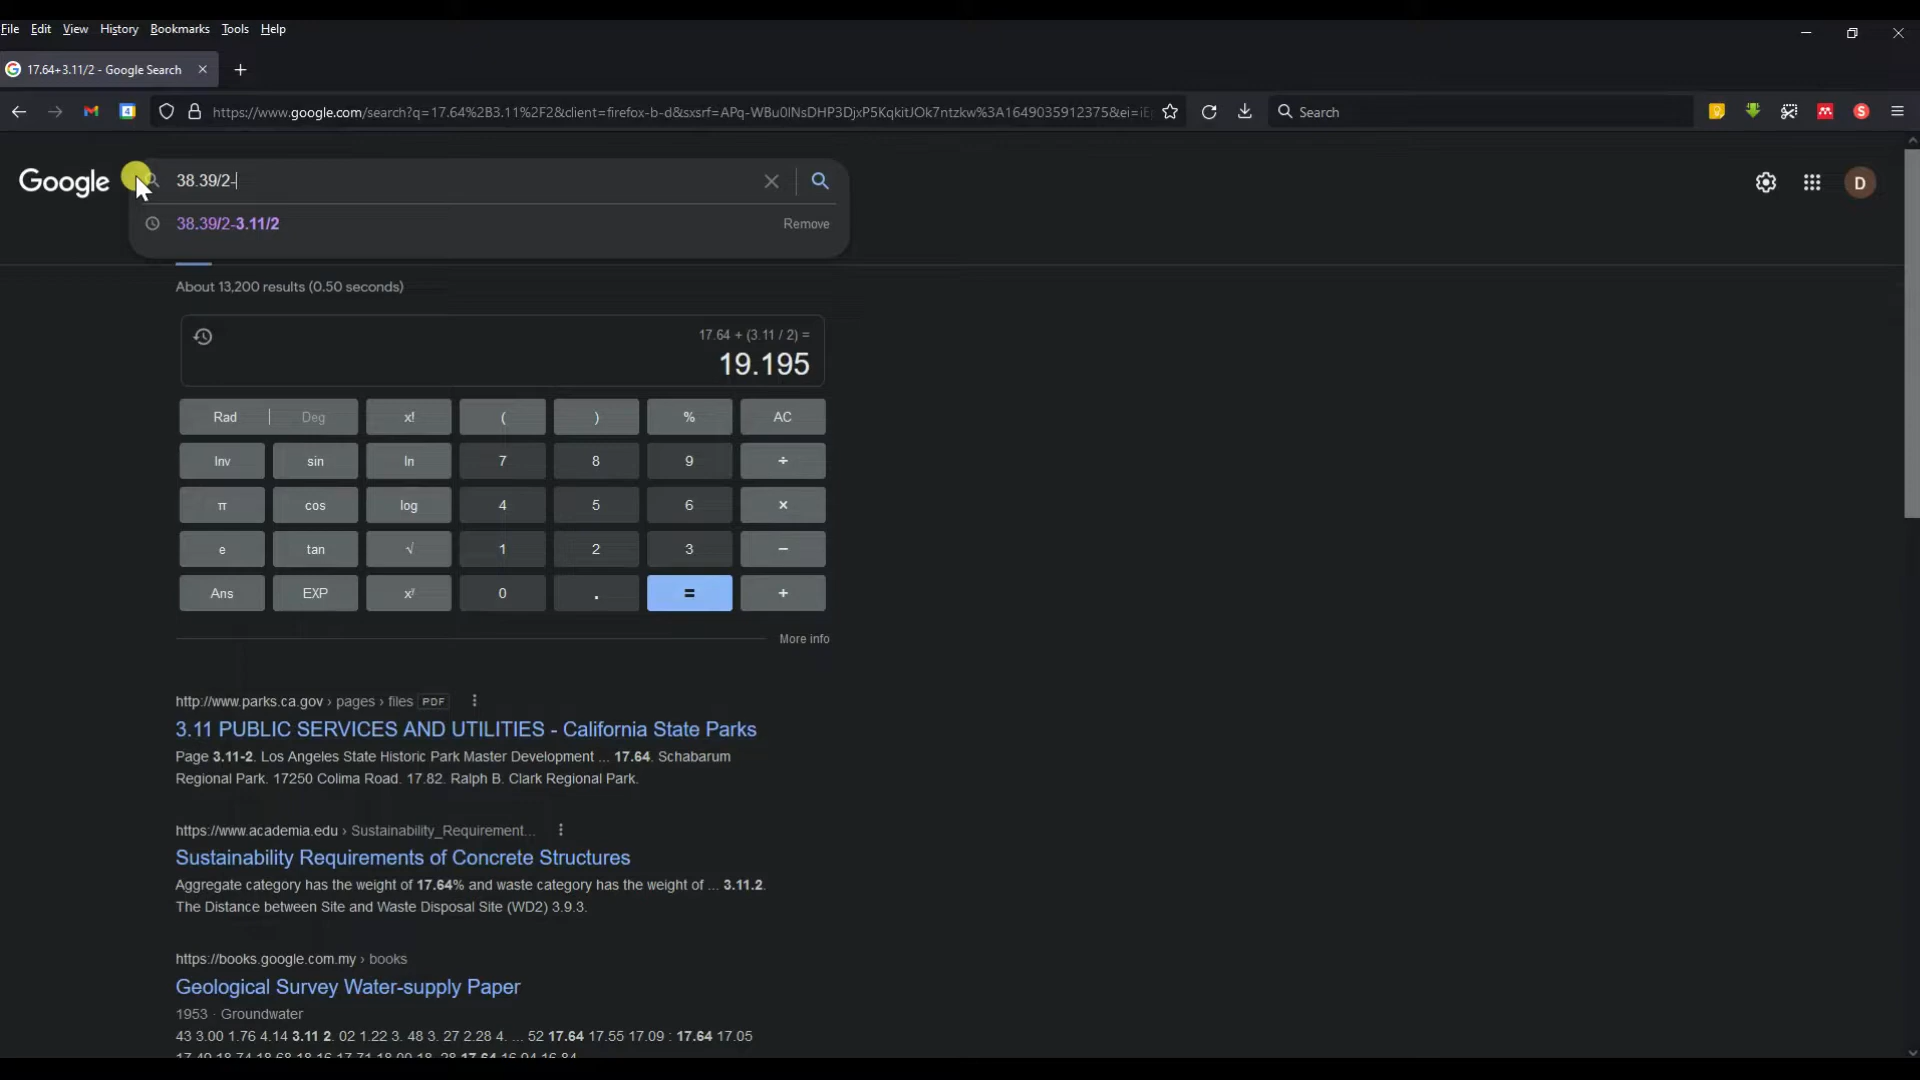 File Edit View History Bookmarks Tools Help
17.64+3.11/2 - Google Search
https://www.google.com/search?q=17.64%2B3.11%2F2&client=firefox-b-d&sxsrf=APq-WBu0lNsDHP3DjxP5KqkitJOk7ntzkw%3A1649035912375&ei=iE
Search
Google
38.39/2-
D
38.39/2-3.11/2
Remove
About 13,200 results (0.50 seconds)
17.64 + (3.11 / 2) =
19.195
Rad | Deg x! ( ) % AC
Inv sin ln 7 8 9 ÷
π cos log 4 5 6 ×
e tan √ 1 2 3 −
Ans EXP xʸ 0 . = +
More info
http://www.parks.ca.gov › pages › files PDF
3.11 PUBLIC SERVICES AND UTILITIES - California State Parks
Page 3.11-2. Los Angeles State Historic Park Master Development ... 17.64. Schabarum
Regional Park. 17250 Colima Road. 17.82. Ralph B. Clark Regional Park.
https://www.academia.edu › Sustainability_Requirement...
Sustainability Requirements of Concrete Structures
Aggregate category has the weight of 17.64% and waste category has the weight of ... 3.11.2.
The Distance between Site and Waste Disposal Site (WD2) 3.9.3.
https://books.google.com.my › books
Geological Survey Water-supply Paper
1953 · Groundwater
43 3.00 1.76 4.14 3.11 2. 02 1.22 3. 48 3. 27 2.28 4. ... 52 17.64 17.55 17.09 : 17.64 17.05